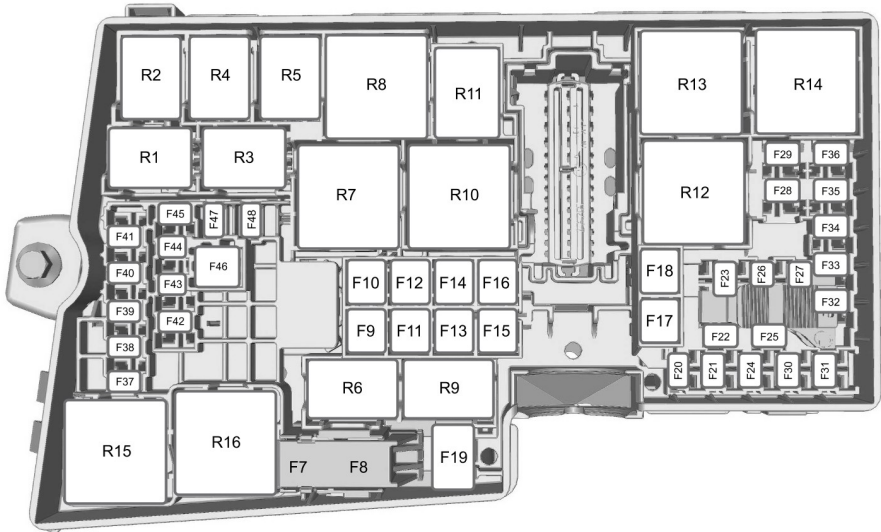 R2 R4 R5 R8 R11 R13 R14
R1 R3 R7 R10 R12 F29 F36
F28 F35
F45 F47 F48 F34
F41 F44 F46 F33
F40 F43 F10 F12 F14 F16 F18 F23 F26 F27
F39 F42 F9 F11 F13 F15 F17 F32
F38 F22 F25
F37 R6 R9 F20 F21 F24 F30 F31
R15 R16 F7 F8 F19